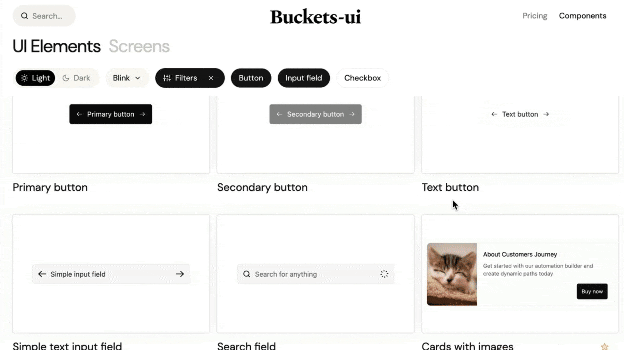 Search...
Buckets-ui
Pricing
Components
UI Elements
Screens
Light
Dark
Blink
Filters
Button
Input field
Checkbox
Primary button
Secondary button
Text button
Primary button
Secondary button
Text button
Simple input field
Search for anything
About Customers Journey
Get started with our automation builder and
create dynamic paths today
Buy now
Simple text input field
Search field
Cards with images